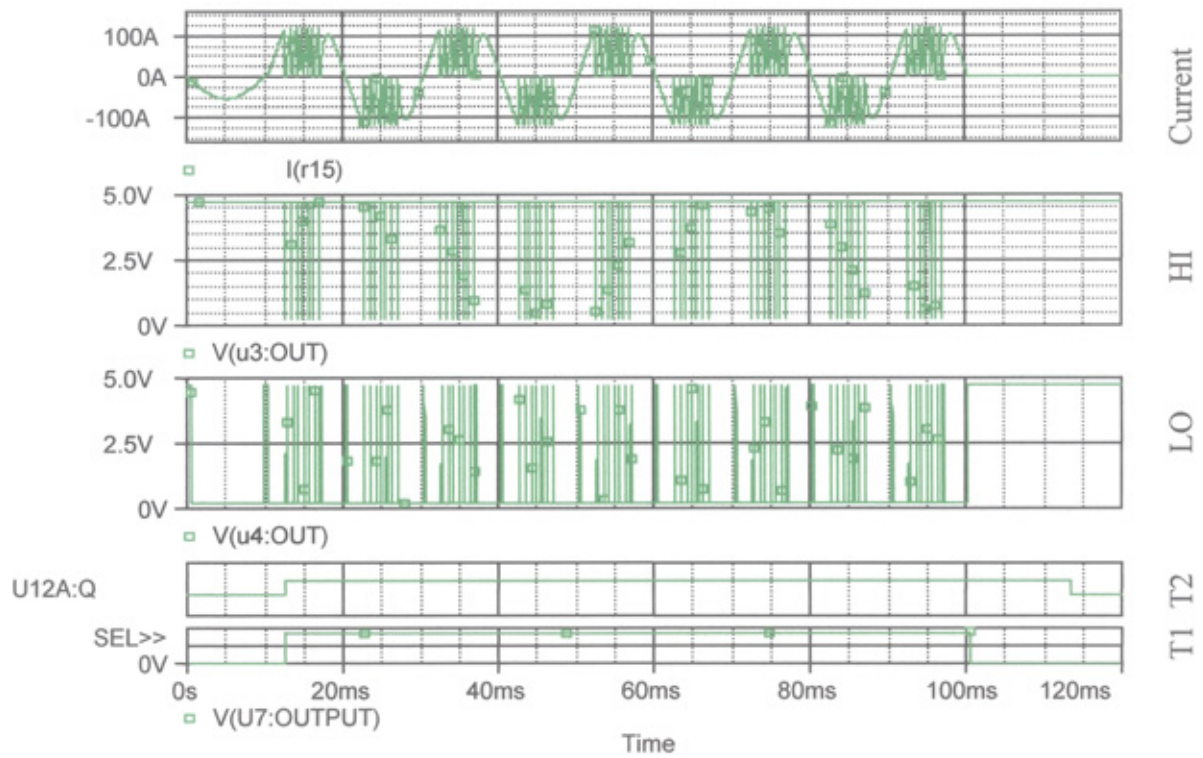 100A
0A
-100A
Current
I(r15)
5.0V
2.5V
0V
HI
V(u3:OUT)
5.0V
2.5V
0V
LO
V(u4:OUT)
U12A:Q
T2
SEL>>
0V
T1
0s 20ms 40ms 60ms 80ms 100ms 120ms
V(U7:OUTPUT)
Time